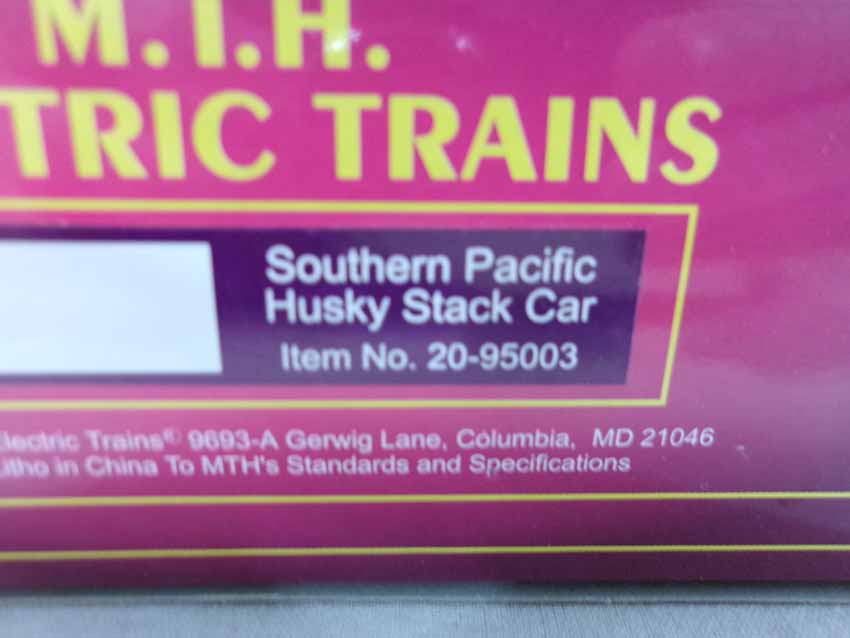 M.T.H.
TRIC TRAINS
Southern Pacific
Husky Stack Car
Item No. 20-95003
Electric Trains® 9693-A Gerwig Lane, Columbia, MD 21046
Litho in China To MTH's Standards and Specifications